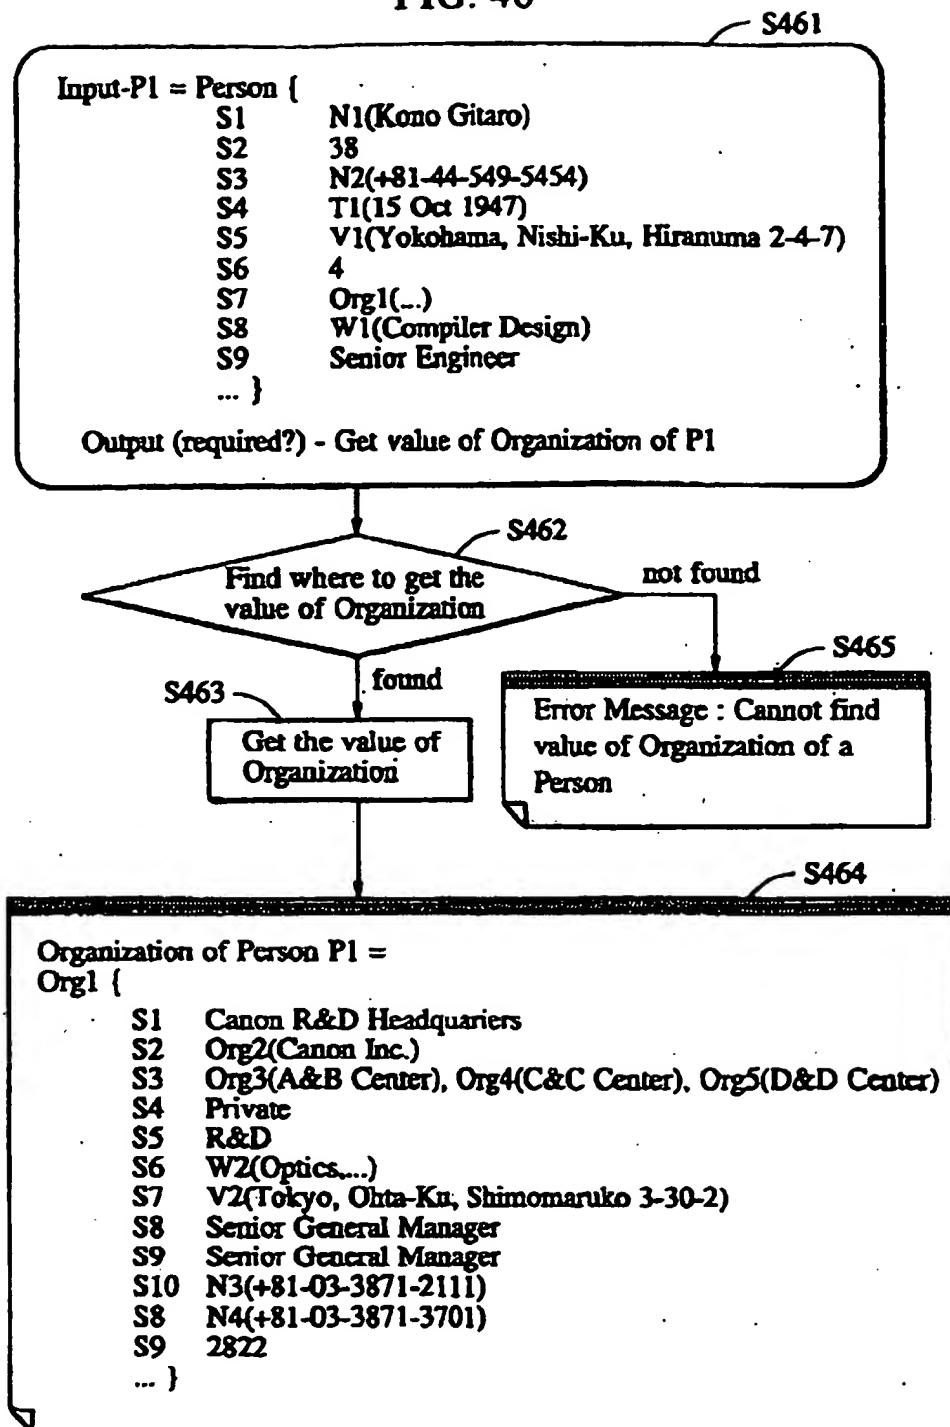 FIG. 46
S461
Input-P1 = Person {
S1 N1(Kono Gitaro)
S2 38
S3 N2(+81-44-549-5454)
S4 T1(15 Oct 1947)
S5 V1(Yokohama, Nishi-Ku, Hiranuma 2-4-7)
S6 4
S7 Org1(...)
S8 W1(Compiler Design)
S9 Senior Engineer
... }
Output (required?) - Get value of Organization of P1
S462
Find where to get the
value of Organization
not found
found
S465
Error Message : Cannot find
value of Organization of a
Person
S463
Get the value of
Organization
S464
Organization of Person P1 =
Org1 {
S1 Canon R&D Headquariers
S2 Org2(Canon Inc.)
S3 Org3(A&B Center), Org4(C&C Center), Org5(D&D Center)
S4 Private
S5 R&D
S6 W2(Optics,...)
S7 V2(Tokyo, Ohta-Ku, Shimomaruko 3-30-2)
S8 Senior General Manager
S9 Senior General Manager
S10 N3(+81-03-3871-2111)
S8 N4(+81-03-3871-3701)
S9 2822
... }